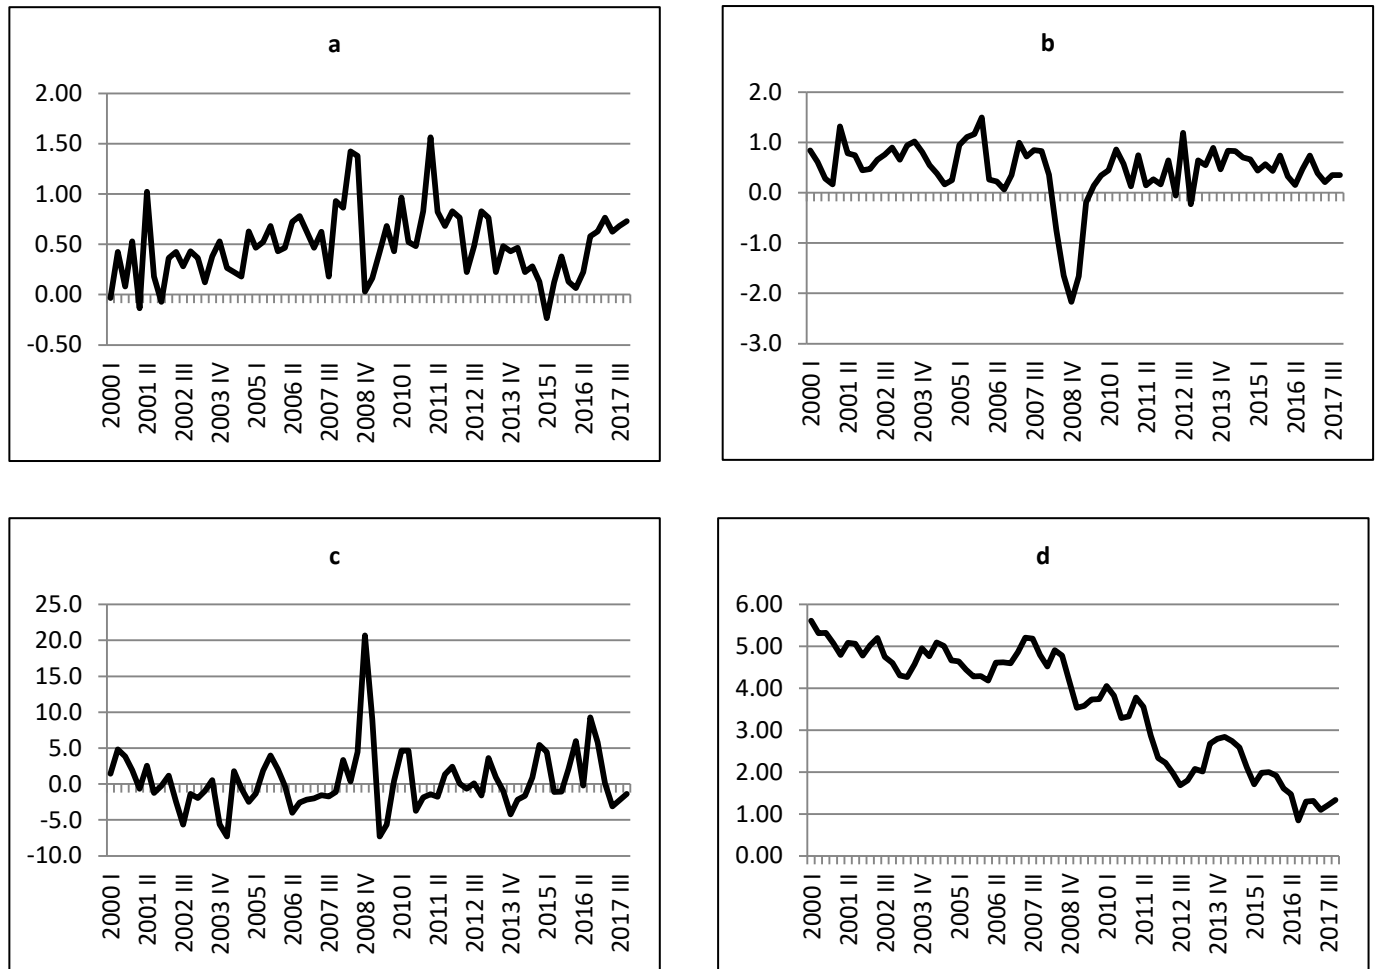 a
2.00
1.50
1.00
0.50
0.00
-0.50
2000 I
2001 II
2002 III
2003 IV
2005 I
2006 II
2007 III
2008 IV
2010 I
2011 II
2012 III
2013 IV
2015 I
2016 II
2017 III
b
2.0
1.0
0.0
-1.0
-2.0
-3.0
2000 I
2001 II
2002 III
2003 IV
2005 I
2006 II
2007 III
2008 IV
2010 I
2011 II
2012 III
2013 IV
2015 I
2016 II
2017 III
c
25.0
20.0
15.0
10.0
5.0
0.0
-5.0
-10.0
2000 I
2001 II
2002 III
2003 IV
2005 I
2006 II
2007 III
2008 IV
2010 I
2011 II
2012 III
2013 IV
2015 I
2016 II
2017 III
d
6.00
5.00
4.00
3.00
2.00
1.00
0.00
2000 I
2001 II
2002 III
2003 IV
2005 I
2006 II
2007 III
2008 IV
2010 I
2011 II
2012 III
2013 IV
2015 I
2016 II
2017 III